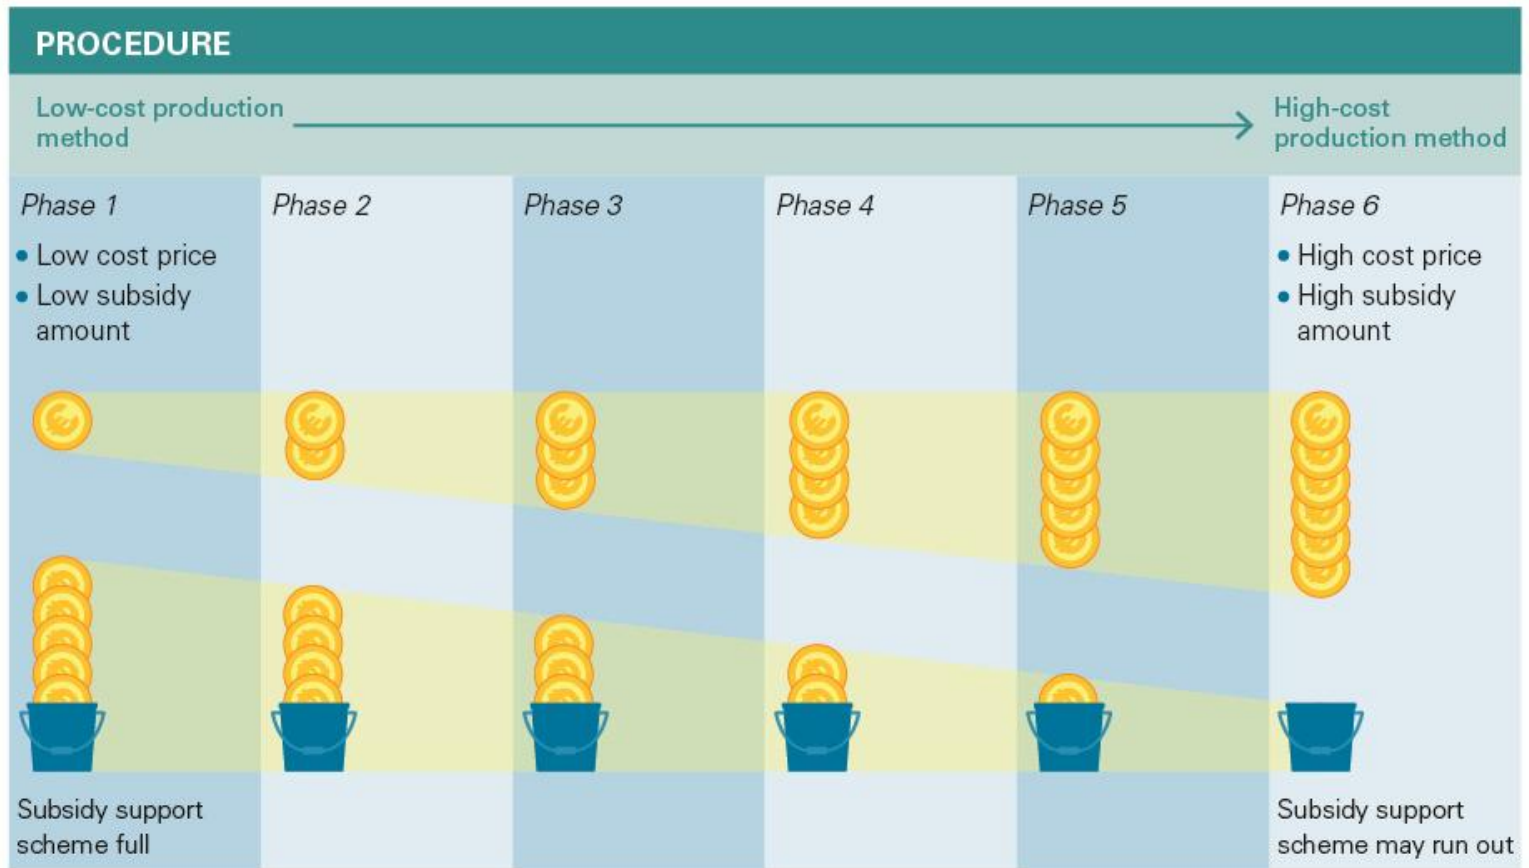 PROCEDURE
Low-cost production
method
High-cost
production method
Phase 1
Phase 2
Phase 3
Phase 4
Phase 5
Phase 6
• Low cost price
• Low subsidy
amount
• High cost price
• High subsidy
amount
Subsidy support
scheme full
Subsidy support
scheme may run out